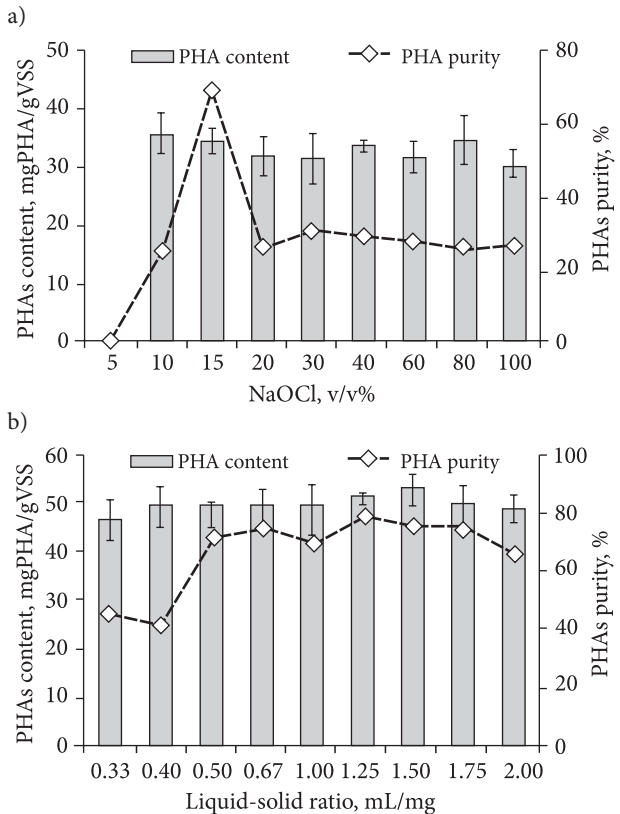 a)
PHA content
PHA purity
PHAs content, mgPHA/gVSS
50
40
30
20
10
0
PHAs purity, %
80
60
40
20
0
5 10 15 20 30 40 60 80 100
NaOCl, v/v%
b)
PHA content
PHA purity
PHAs content, mgPHA/gVSS
60
50
40
30
20
10
0
PHAs purity, %
100
80
60
40
20
0
0.33 0.40 0.50 0.67 1.00 1.25 1.50 1.75 2.00
Liquid-solid ratio, mL/mg